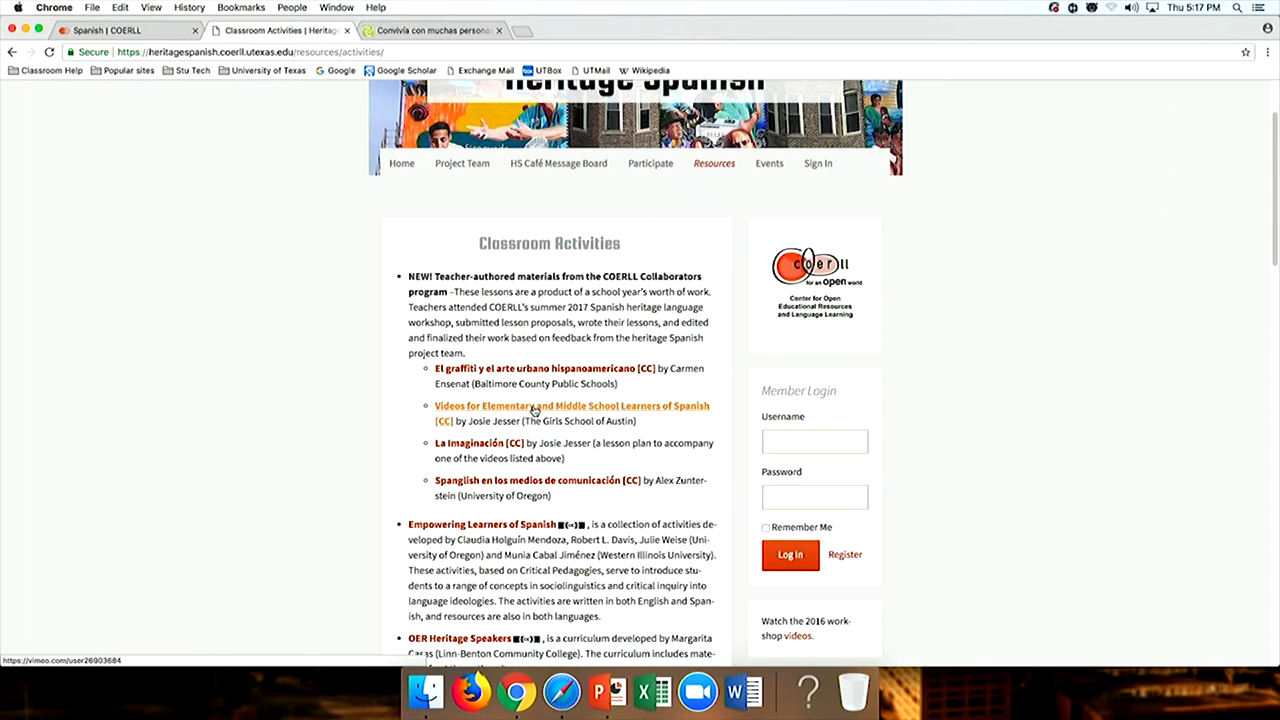 Chrome File Edit View History Bookmarks People Window Help Thu 5:17 PM
Spanish | COERLL Classroom Activities | Heritag Convivía con muchas persona
Secure https://heritagespanish.coerll.utexas.edu/resources/activities/
Classroom Help Popular sites Stu Tech University of Texas Google Google Scholar Exchange Mail UTBox UTMail Wikipedia
Heritage Spanish
Home Project Team HS Café Message Board Participate Resources Events Sign In
Classroom Activities
NEW! Teacher-authored materials from the COERLL Collaborators
program –These lessons are a product of a school year's worth of work.
Teachers attended COERLL's summer 2017 Spanish heritage language
workshop, submitted lesson proposals, wrote their lessons, and edited
and finalized their work based on feedback from the heritage Spanish
project team.
El graffiti y el arte urbano hispanoamericano [CC] by Carmen
Ensenat (Baltimore County Public Schools)
Videos for Elementary and Middle School Learners of Spanish
[CC] by Josie Jesser (The Girls School of Austin)
La Imaginación [CC] by Josie Jesser (a lesson plan to accompany
one of the videos listed above)
Spanglish en los medios de comunicación [CC] by Alex Zunter-
stein (University of Oregon)
Empowering Learners of Spanish , is a collection of activities de-
veloped by Claudia Holguín Mendoza, Robert L. Davis, Julie Weise (Uni-
versity of Oregon) and Munia Cabal Jiménez (Western Illinois University).
These activities, based on Critical Pedagogies, serve to introduce stu-
dents to a range of concepts in sociolinguistics and critical inquiry into
language ideologies. The activities are written in both English and Span-
ish, and resources are also in both languages.
OER Heritage Speakers , is a curriculum developed by Margarita
Casas (Linn-Benton Community College). The curriculum includes mate-
coerll
for an open world
Center for Open
Educational Resources
and Language Learning
Member Login
Username
Password
Remember Me
Log In Register
Watch the 2016 work-
shop videos.
https://vimeo.com/user26903684